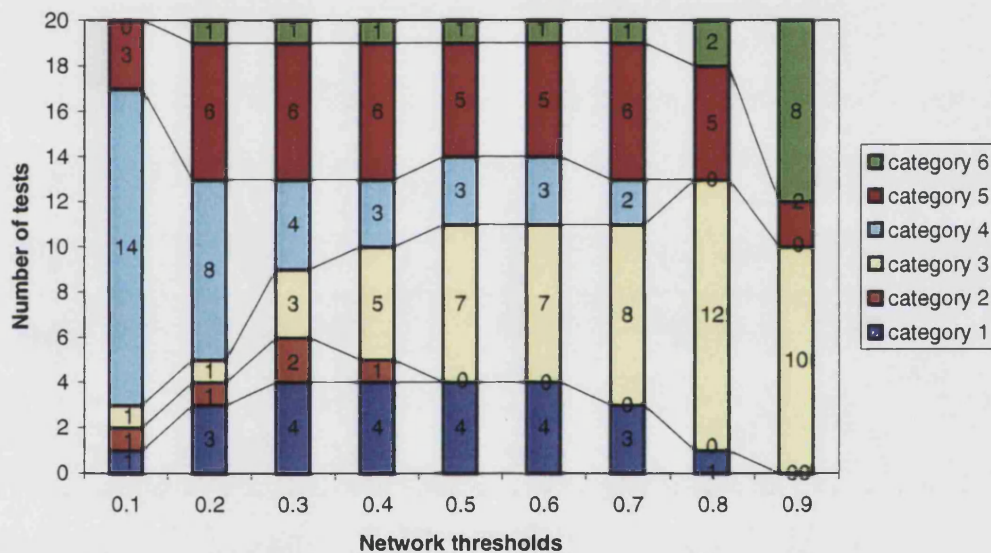 20
18
16
14
12
10
8
6
4
2
0
Number of tests
0 1 1 1 1 1 1 2 8
3 6 6 6 5 5 6 5 2
14 8 4 3 3 3 2 0 0
1 1 3 5 7 7 8 12 10
1 1 2 1 0 0 0 0 0
1 3 4 4 4 4 3 1 0
0.1 0.2 0.3 0.4 0.5 0.6 0.7 0.8 0.9
Network thresholds
category 6
category 5
category 4
category 3
category 2
category 1